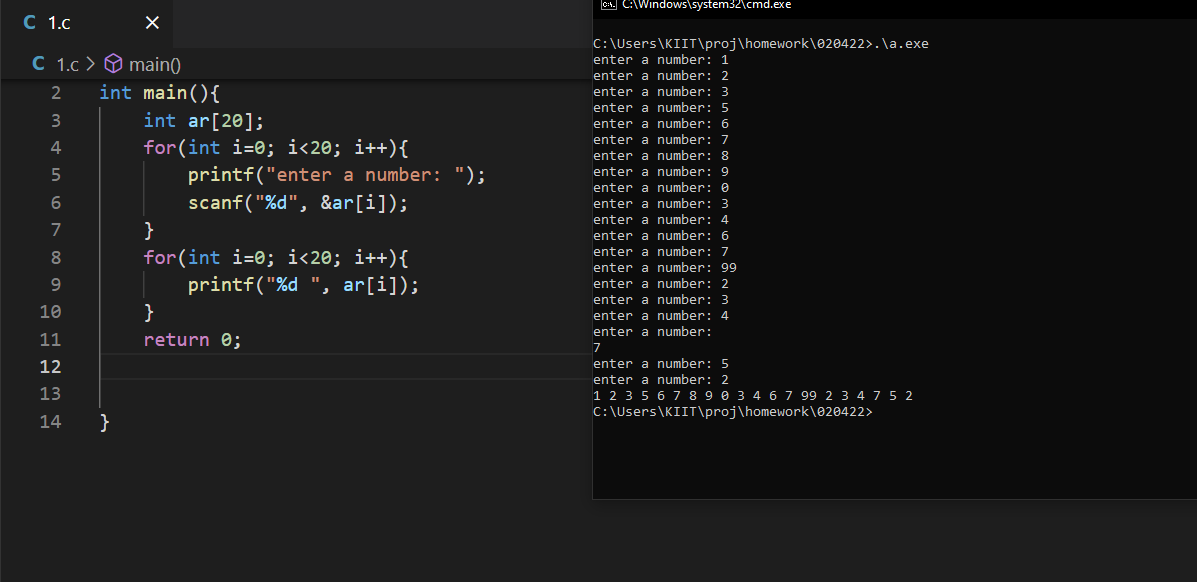 C 1.c ×
C 1.c > main()
2 int main(){
3 int ar[20];
4 for(int i=0; i<20; i++){
5 printf("enter a number: ");
6 scanf("%d", &ar[i]);
7 }
8 for(int i=0; i<20; i++){
9 printf("%d ", ar[i]);
10 }
11 return 0;
12
13
14 }
C:\Windows\system32\cmd.exe
C:\Users\KIIT\proj\homework\020422>.\a.exe
enter a number: 1
enter a number: 2
enter a number: 3
enter a number: 5
enter a number: 6
enter a number: 7
enter a number: 8
enter a number: 9
enter a number: 0
enter a number: 3
enter a number: 4
enter a number: 6
enter a number: 7
enter a number: 99
enter a number: 2
enter a number: 3
enter a number: 4
enter a number:
7
enter a number: 5
enter a number: 2
1 2 3 5 6 7 8 9 0 3 4 6 7 99 2 3 4 7 5 2
C:\Users\KIIT\proj\homework\020422>